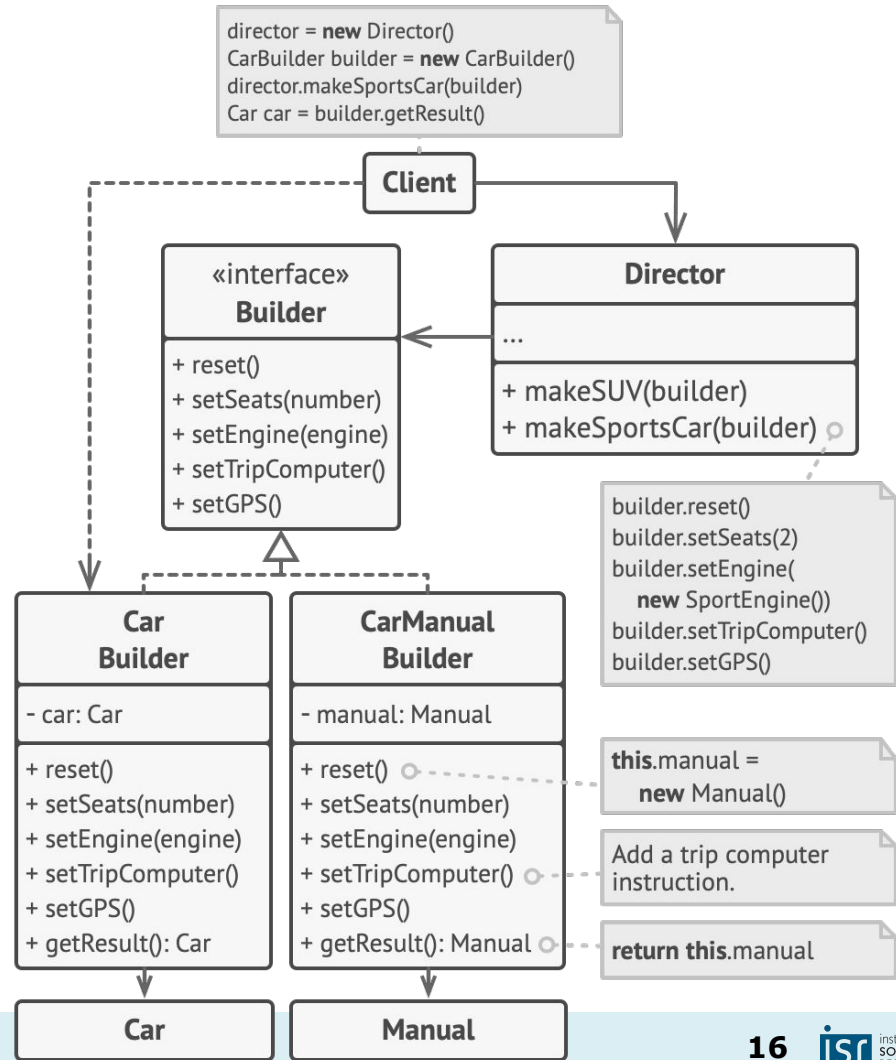 director = new Director()
CarBuilder builder = new CarBuilder()
director.makeSportsCar(builder)
Car car = builder.getResult()
Client
«interface»
Builder
+ reset()
+ setSeats(number)
+ setEngine(engine)
+ setTripComputer()
+ setGPS()
Director
...
+ makeSUV(builder)
+ makeSportsCar(builder)
builder.reset()
builder.setSeats(2)
builder.setEngine(
new SportEngine())
builder.setTripComputer()
builder.setGPS()
Car
Builder
- car: Car
+ reset()
+ setSeats(number)
+ setEngine(engine)
+ setTripComputer()
+ setGPS()
+ getResult(): Car
CarManual
Builder
- manual: Manual
+ reset()
+ setSeats(number)
+ setEngine(engine)
+ setTripComputer()
+ setGPS()
+ getResult(): Manual
this.manual =
new Manual()
Add a trip computer
instruction.
return this.manual
Car
Manual
16
isr